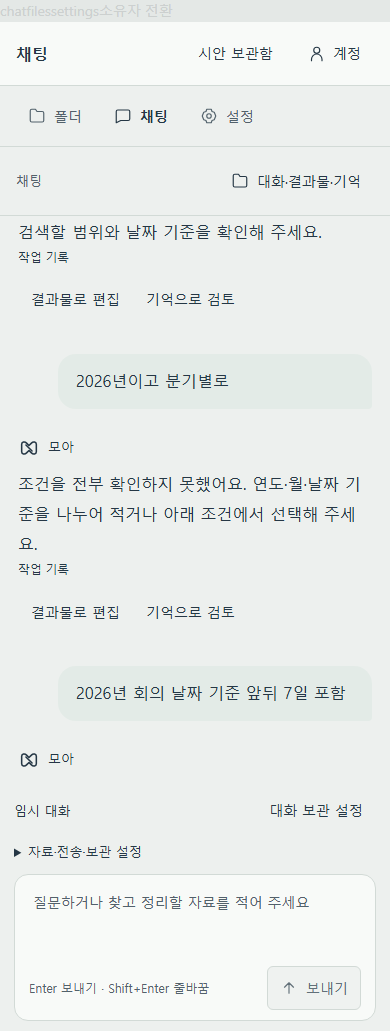 chatfilessettings소유자 전환
채팅 시안 보관함 계정
폴더 채팅 설정
채팅 대화·결과물·기억
검색할 범위와 날짜 기준을 확인해 주세요.
작업 기록
결과물로 편집 기억으로 검토
2026년이고 분기별로
모아
조건을 전부 확인하지 못했어요. 연도·월·날짜 기
준을 나누어 적거나 아래 조건에서 선택해 주세
요.
작업 기록
결과물로 편집 기억으로 검토
2026년 회의 날짜 기준 앞뒤 7일 포함
모아
임시 대화 대화 보관 설정
▶ 자료·전송·보관 설정
질문하거나 찾고 정리할 자료를 적어 주세요
Enter 보내기 · Shift+Enter 줄바꿈 보내기